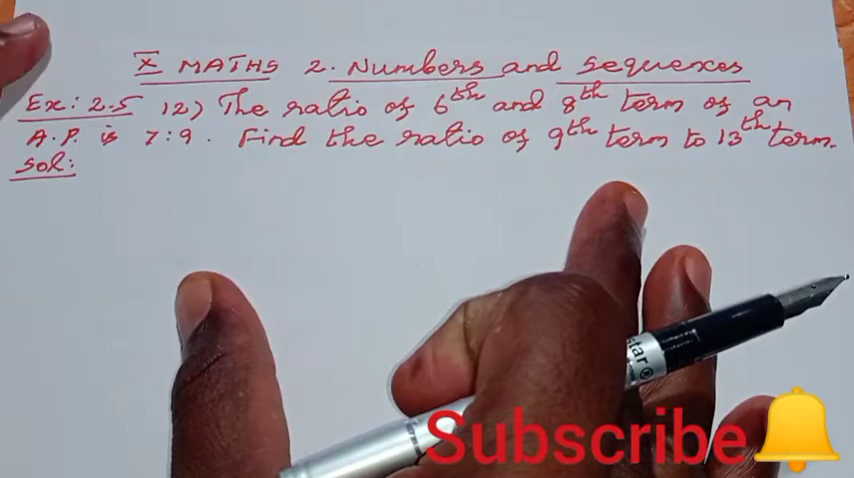 X MATHS 2. Numbers and Sequences
Ex: 2.5 12) The ratio of 6th and 8th term of an
A.P. is 7:9. Find the ratio of 9th term to 13th term.
Sol:
star
Subscribe